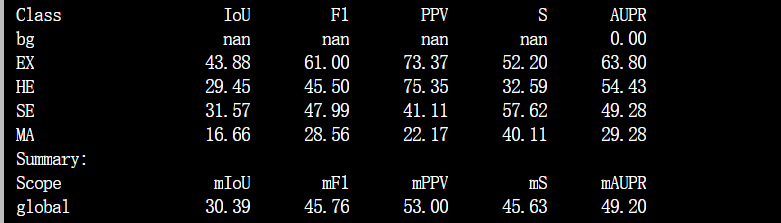 Class IoU F1 PPV S AUPR
bg nan nan nan nan 0.00
EX 43.88 61.00 73.37 52.20 63.80
HE 29.45 45.50 75.35 32.59 54.43
SE 31.57 47.99 41.11 57.62 49.28
MA 16.66 28.56 22.17 40.11 29.28
Summary:
Scope mIoU mF1 mPPV mS mAUPR
global 30.39 45.76 53.00 45.63 49.20